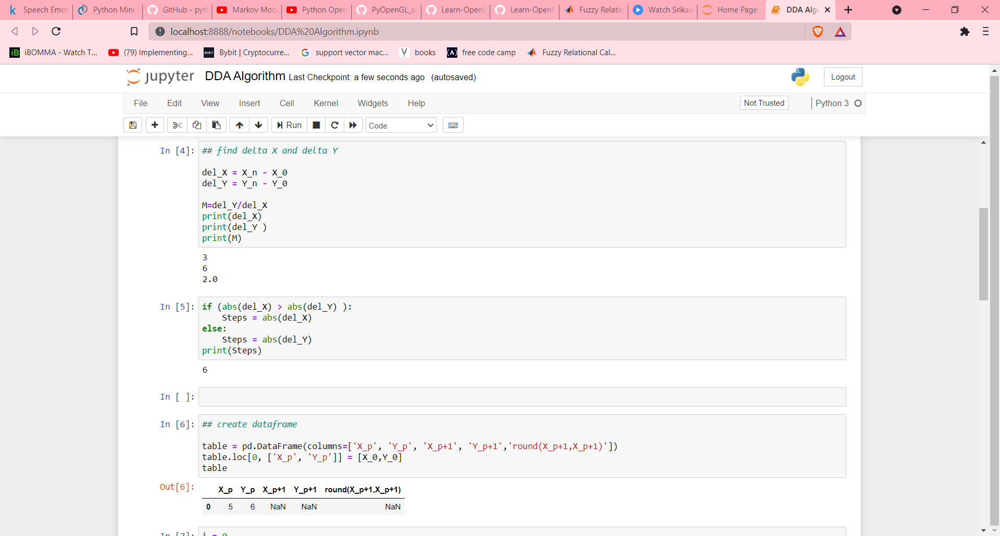 Speech Emot
Python Mini P
GitHub - pyth
Markov Mode
Python Open
PyOpenGL_se
Learn-OpenG
Learn-OpenG
Fuzzy Relatio
Watch Srikaa
Home Page -
DDA Algo
localhost:8888/notebooks/DDA%20Algorithm.ipynb
iBOMMA - Watch T...
(79) Implementing...
Bybit | Cryptocurre...
support vector mac...
books
free code camp
Fuzzy Relational Cal...
jupyter DDA Algorithm Last Checkpoint: a few seconds ago (autosaved)
Logout
File Edit View Insert Cell Kernel Widgets Help
Not Trusted
Python 3
Run
Code
In [4]: ## find delta X and delta Y
del_X = X_n - X_0
del_Y = Y_n - Y_0
M=del_Y/del_X
print(del_X)
print(del_Y )
print(M)
3
6
2.0
In [5]: if (abs(del_X) > abs(del_Y) ):
    Steps = abs(del_X)
else:
    Steps = abs(del_Y)
print(Steps)
6
In [ ]:
In [6]: ## create dataframe
table = pd.DataFrame(columns=['X_p', 'Y_p', 'X_p+1', 'Y_p+1','round(X_p+1,X_p+1)'])
table.loc[0, ['X_p', 'Y_p']] = [X_0,Y_0]
table
Out[6]:
X_p Y_p X_p+1 Y_p+1 round(X_p+1,X_p+1)
0 5 6 NaN NaN NaN
In [7]: i = 0